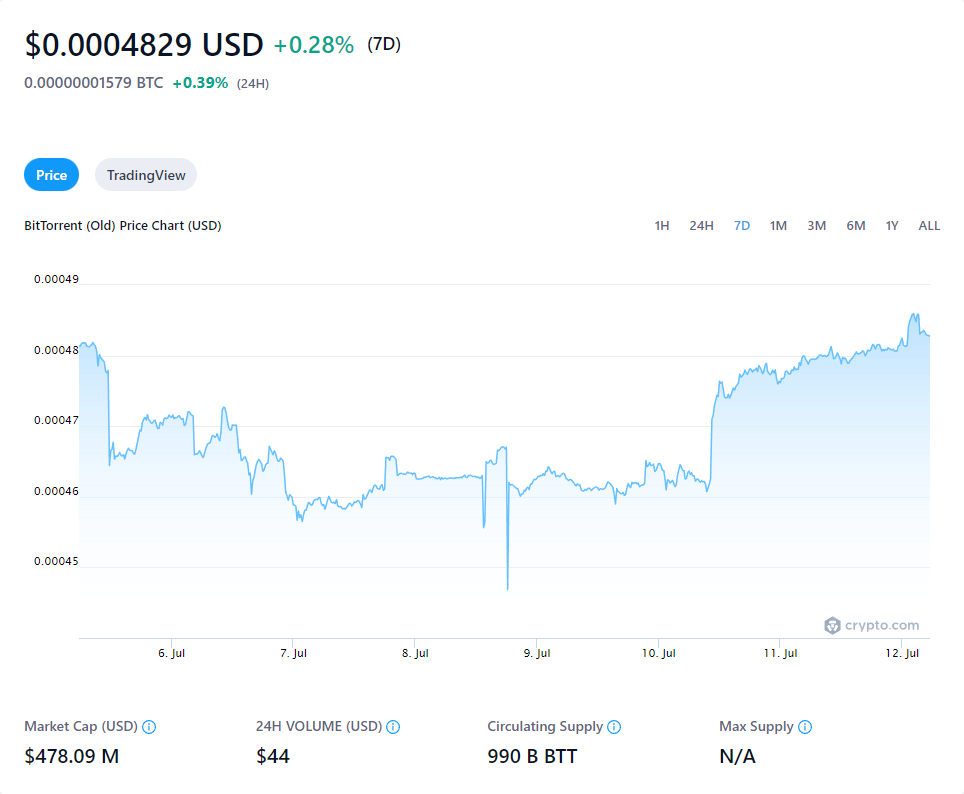 $0.0004829 USD +0.28% (7D)
0.00000001579 BTC +0.39% (24H)
Price TradingView
BitTorrent (Old) Price Chart (USD) 1H 24H 7D 1M 3M 6M 1Y ALL
0.00049
0.00048
0.00047
0.00046
0.00045
crypto.com
6. Jul 7. Jul 8. Jul 9. Jul 10. Jul 11. Jul 12. Jul
Market Cap (USD) 24H VOLUME (USD) Circulating Supply Max Supply
$478.09 M $44 990 B BTT N/A